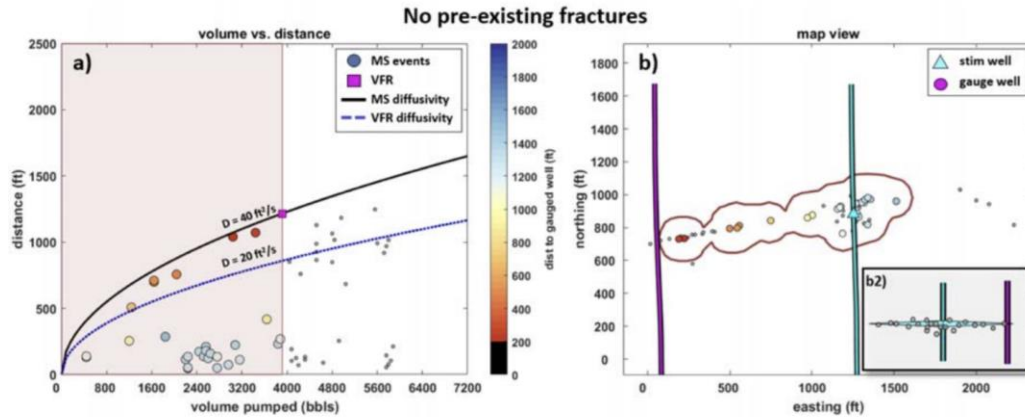 No pre-existing fractures
volume vs. distance
a)
MS events
VFR
MS diffusivity
VFR diffusivity
D = 40 ft²/s
D = 20 ft²/s
distance (ft)
2500
2000
1500
1000
500
0
0 800 1600 2400 3200 4000 4800 5600 6400 7200
volume pumped (bbls)
2000
1800
1600
1400
1200
1000
800
600
400
200
0
dist to gauged well (ft)
map view
b)
stim well
gauge well
northing (ft)
1800
1600
1400
1200
1000
800
600
400
200
0
0 500 1000 1500 2000
easting (ft)
b2)